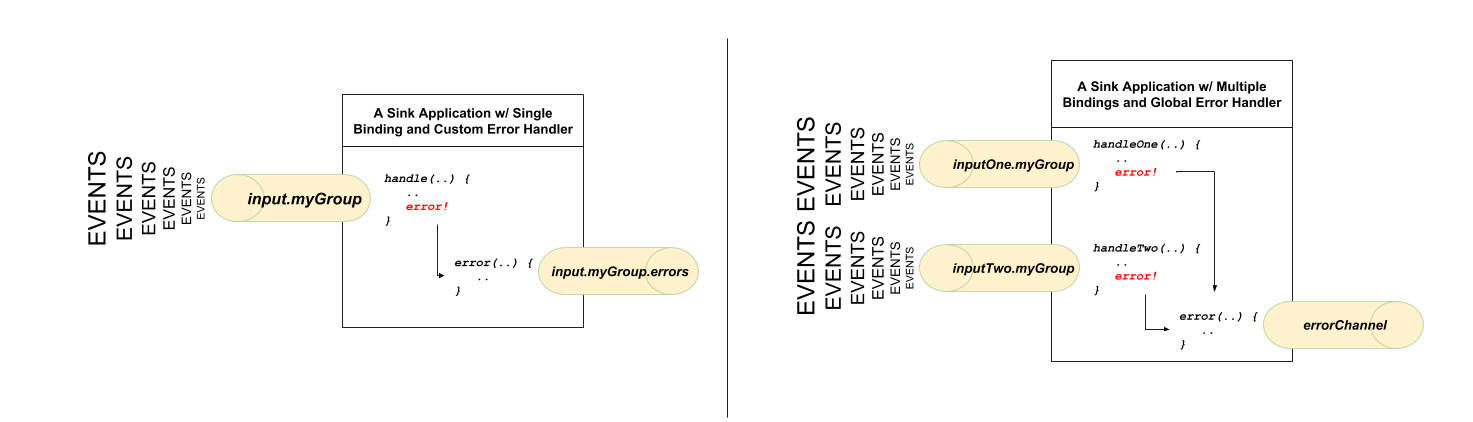 A Sink Application w/ Single
Binding and Custom Error Handler
EVENTS
EVENTS
EVENTS
EVENTS
EVENTS
EVENTS
input.myGroup
handle(..) {
..
error!
}
error(..) {
..
}
input.myGroup.errors
A Sink Application w/ Multiple
Bindings and Global Error Handler
EVENTS
EVENTS
EVENTS
EVENTS
EVENTS
EVENTS
inputOne.myGroup
handleOne(..) {
..
error!
}
EVENTS
EVENTS
EVENTS
EVENTS
EVENTS
EVENTS
inputTwo.myGroup
handleTwo(..) {
..
error!
}
error(..) {
..
}
errorChannel